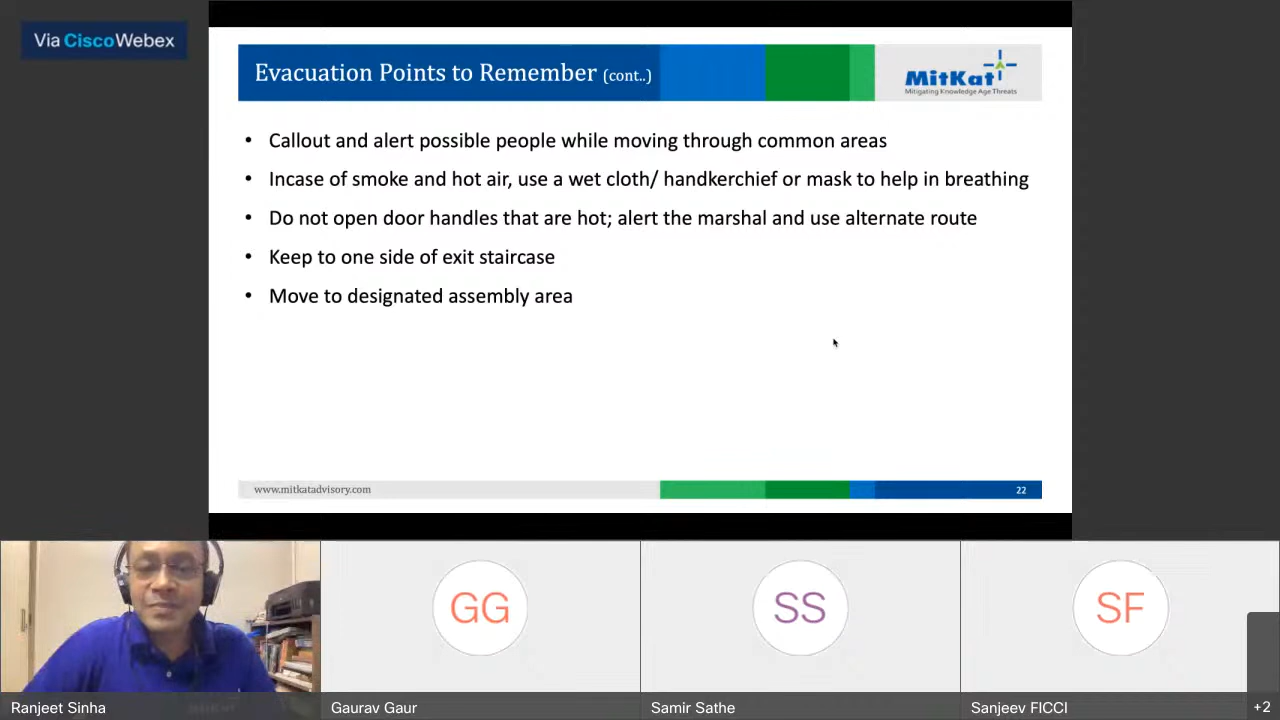 Via CiscoWebex
Evacuation Points to Remember (cont..)
MitKat
Mitigating Knowledge Age Threats
• Callout and alert possible people while moving through common areas
• Incase of smoke and hot air, use a wet cloth/ handkerchief or mask to help in breathing
• Do not open door handles that are hot; alert the marshal and use alternate route
• Keep to one side of exit staircase
• Move to designated assembly area
www.mitkatadvisory.com
22
GG
SS
SF
Ranjeet Sinha
Gaurav Gaur
Samir Sathe
Sanjeev FICCI
+2